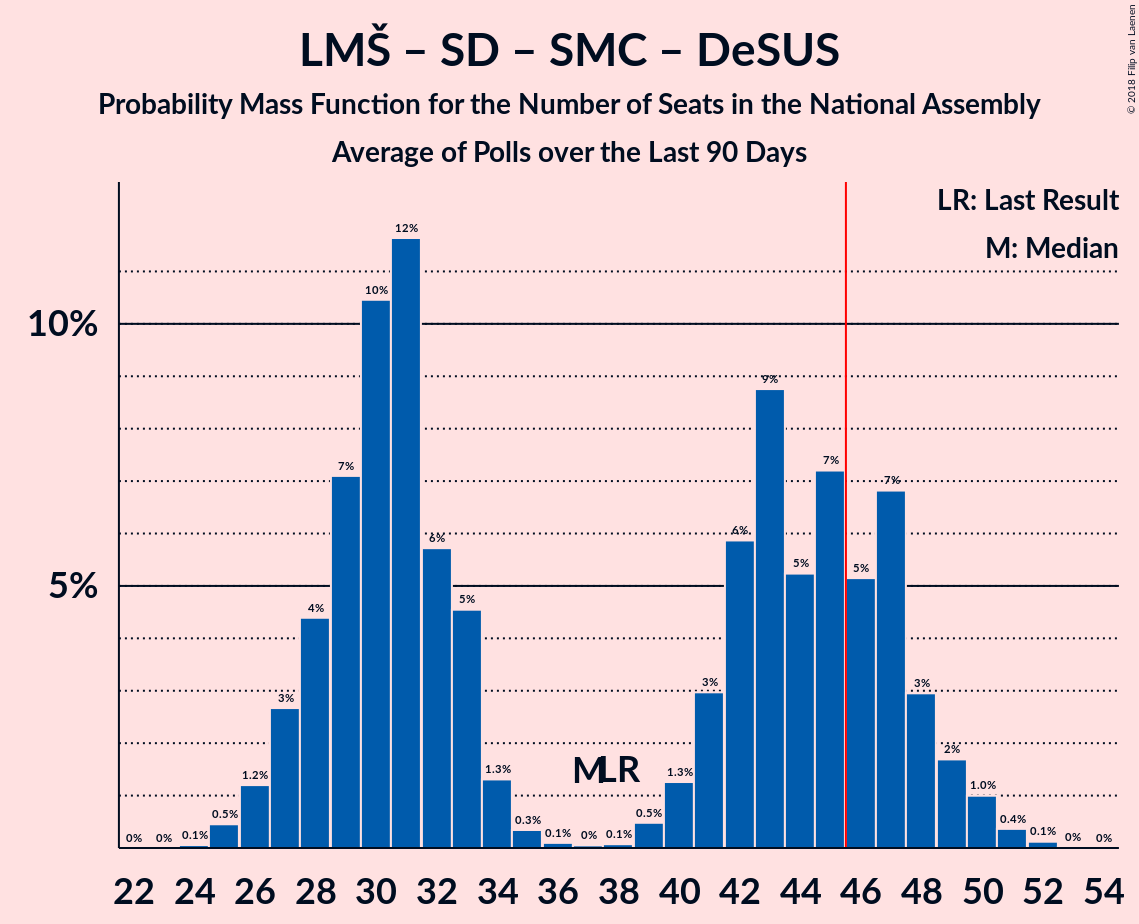 © 2018 Filip van Laenen
LMŠ – SD – SMC – DeSUS
Probability Mass Function for the Number of Seats in the National Assembly
Average of Polls over the Last 90 Days
LR: Last Result
M: Median
10%
5%
0% 0% 0.1% 0.5% 1.2% 3% 4% 7% 10% 12% 6% 5% 1.3% 0.3% 0.1% 0% 0.1% 0.5% 1.3% 3% 6% 9% 5% 7% 5% 7% 3% 2% 1.0% 0.4% 0.1% 0% 0%
M LR
22 24 26 28 30 32 34 36 38 40 42 44 46 48 50 52 54